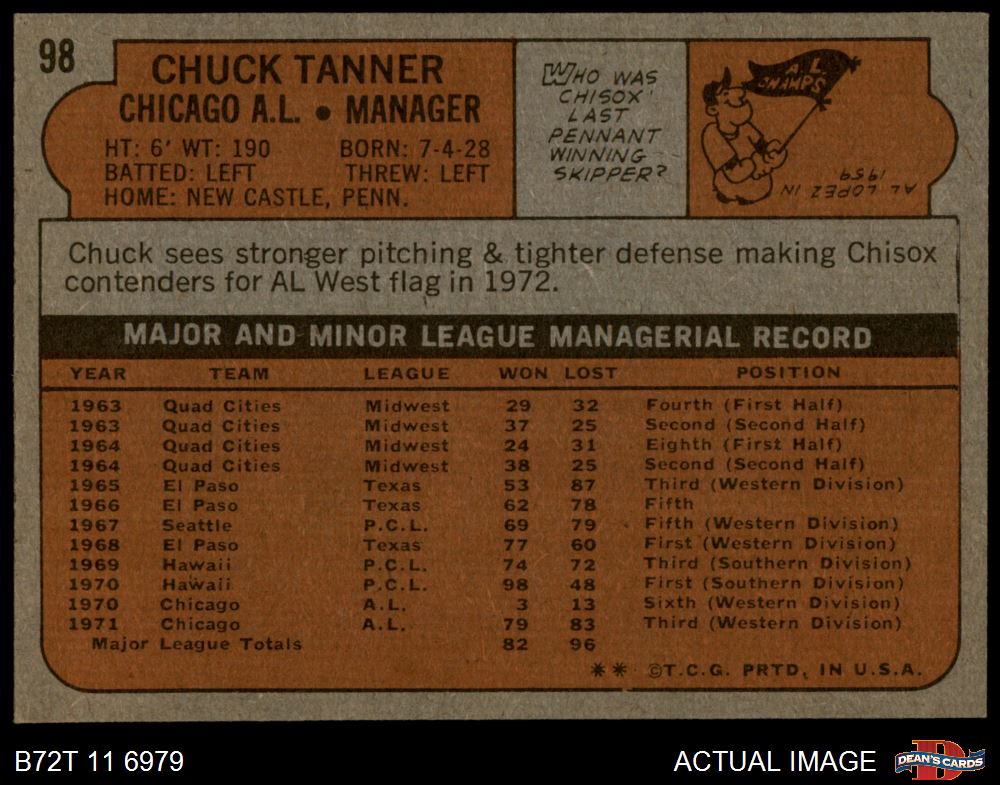 98
CHUCK TANNER
CHICAGO A.L. • MANAGER
HT: 6' WT: 190 BORN: 7-4-28
BATTED: LEFT THREW: LEFT
HOME: NEW CASTLE, PENN.
WHO WAS
CHISOX'
LAST
PENNANT
WINNING
SKIPPER?
A L
CHAMPS
AL LOPEZ IN
1959
Chuck sees stronger pitching & tighter defense making Chisox
contenders for AL West flag in 1972.
MAJOR AND MINOR LEAGUE MANAGERIAL RECORD
YEAR TEAM LEAGUE WON LOST POSITION
1963 Quad Cities Midwest 29 32 Fourth (First Half)
1963 Quad Cities Midwest 37 25 Second (Second Half)
1964 Quad Cities Midwest 24 31 Eighth (First Half)
1964 Quad Cities Midwest 38 25 Second (Second Half)
1965 El Paso Texas 53 87 Third (Western Division)
1966 El Paso Texas 62 78 Fifth
1967 Seattle P.C.L. 69 79 Fifth (Western Division)
1968 El Paso Texas 77 60 First (Western Division)
1969 Hawaii P.C.L. 74 72 Third (Southern Division)
1970 Hawaii P.C.L. 98 48 First (Southern Division)
1970 Chicago A.L. 3 13 Sixth (Western Division)
1971 Chicago A.L. 79 83 Third (Western Division)
Major League Totals 82 96
** ©T.C.G. PRTD. IN U.S.A.
B72T 11 6979 ACTUAL IMAGE
D
DEAN'S CARDS